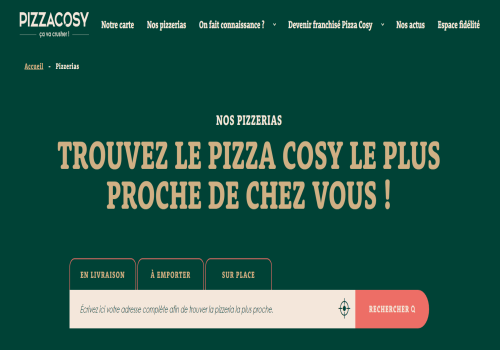 PIZZACOSY
ça va crusher !
Notre carte Nos pizzerias On fait connaissance ? Devenir franchisé Pizza Cosy Nos actus Espace fidélité
Accueil - Pizzerias
NOS PIZZERIAS
TROUVEZ LE PIZZA COSY LE PLUS
PROCHE DE CHEZ VOUS !
EN LIVRAISON À EMPORTER SUR PLACE
Écrivez ici votre adresse complète afin de trouver la pizzeria la plus proche. RECHERCHER